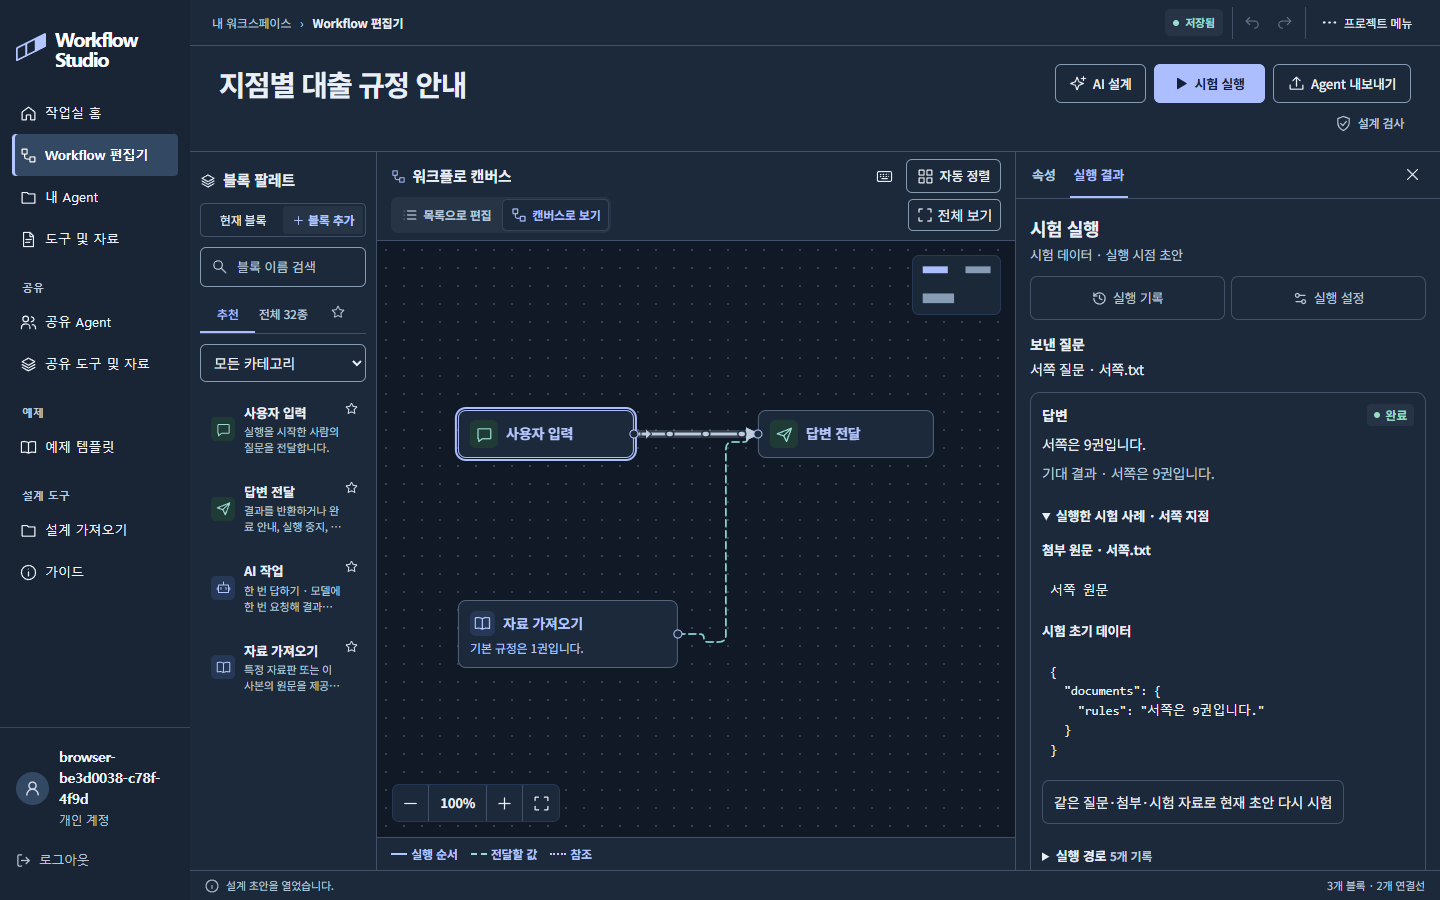 Workflow
Studio
작업실 홈
Workflow 편집기
내 Agent
도구 및 자료
공유
공유 Agent
공유 도구 및 자료
예제
예제 템플릿
설계 도구
설계 가져오기
가이드
browser-
be3d0038-c78f-
4f9d
개인 계정
로그아웃
내 워크스페이스 › Workflow 편집기
저장됨
프로젝트 메뉴
지점별 대출 규정 안내
AI 설계
시험 실행
Agent 내보내기
설계 검사
블록 팔레트
현재 블록
블록 추가
블록 이름 검색
추천
전체 32종
모든 카테고리
사용자 입력
실행을 시작한 사람의
질문을 전달합니다.
답변 전달
결과를 반환하거나 완
료 안내, 실행 중지, …
AI 작업
한 번 답하기 · 모델에
한 번 요청해 결과…
자료 가져오기
특정 자료판 또는 이
사본의 원문을 제공…
워크플로 캔버스
자동 정렬
목록으로 편집
캔버스로 보기
전체 보기
사용자 입력
답변 전달
자료 가져오기
기본 규정은 1권입니다.
100%
실행 순서
전달할 값
참조
속성
실행 결과
시험 실행
시험 데이터 · 실행 시점 초안
실행 기록
실행 설정
보낸 질문
서쪽 질문 · 서쪽.txt
답변
완료
서쪽은 9권입니다.
기대 결과 · 서쪽은 9권입니다.
▼ 실행한 시험 사례 · 서쪽 지점
첨부 원문 · 서쪽.txt
서쪽 원문
시험 초기 데이터
{
"documents": {
"rules": "서쪽은 9권입니다."
}
}
같은 질문·첨부·시험 자료로 현재 초안 다시 시험
▶ 실행 경로 5개 기록
설계 초안을 열었습니다.
3개 블록 · 2개 연결선